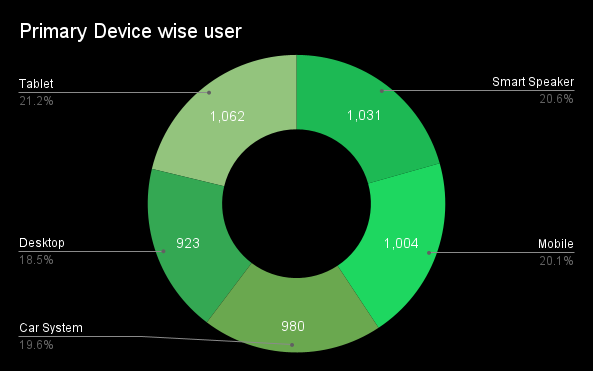 Primary Device wise user
Tablet
21.2%
Smart Speaker
20.6%
1,062
1,031
Desktop
18.5%
923
1,004
Mobile
20.1%
Car System
19.6%
980